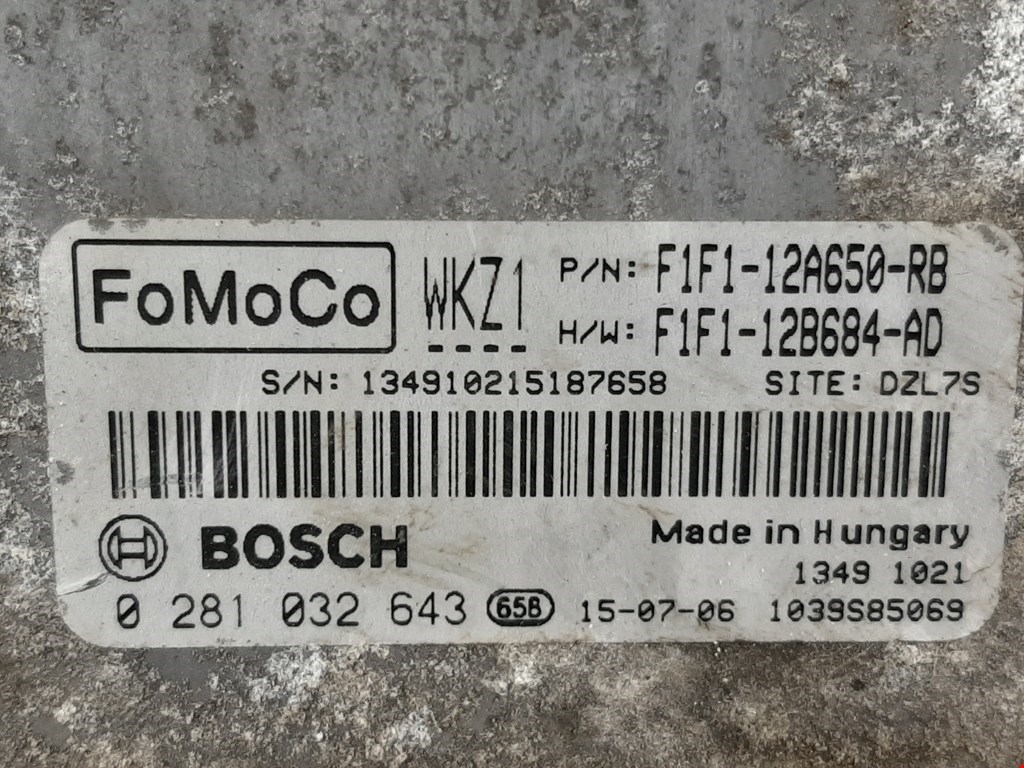 FoMoCo WKZ1 P/N: F1F1-12A650-RB
H/W: F1F1-12B684-AD
S/N: 134910215187658 SITE: DZL7S
BOSCH Made in Hungary
1349 1021
0 281 032 643 65B 15-07-06 1039S85069